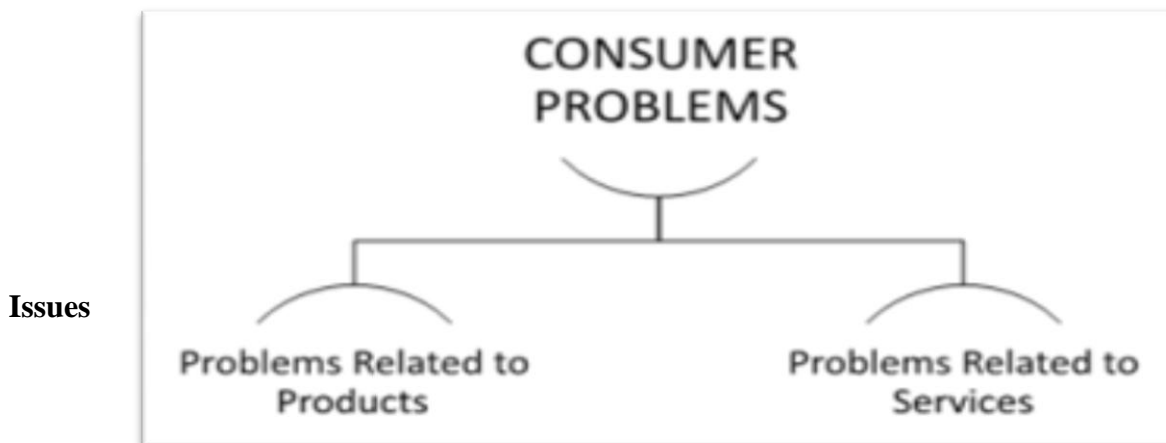 CONSUMER
PROBLEMS
Issues
Problems Related to
Products
Problems Related to
Services